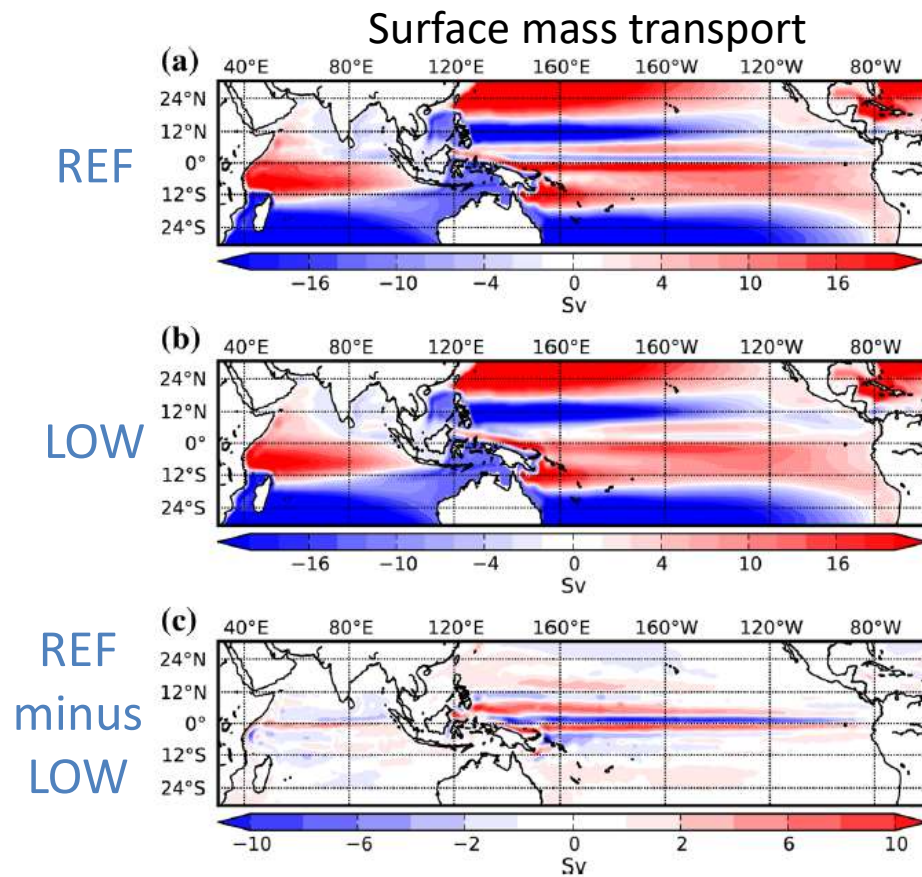 Surface mass transport
(a)
40°E 80°E 120°E 160°E 160°W 120°W 80°W
REF
24°N
12°N
0°
12°S
24°S
−16 −10 −4 0 4 10 16
Sv
(b)
40°E 80°E 120°E 160°E 160°W 120°W 80°W
LOW
24°N
12°N
0°
12°S
24°S
−16 −10 −4 0 4 10 16
Sv
(c)
40°E 80°E 120°E 160°E 160°W 120°W 80°W
REF
minus
LOW
24°N
12°N
0°
12°S
24°S
−10 −6 −2 0 2 6 10
Sv